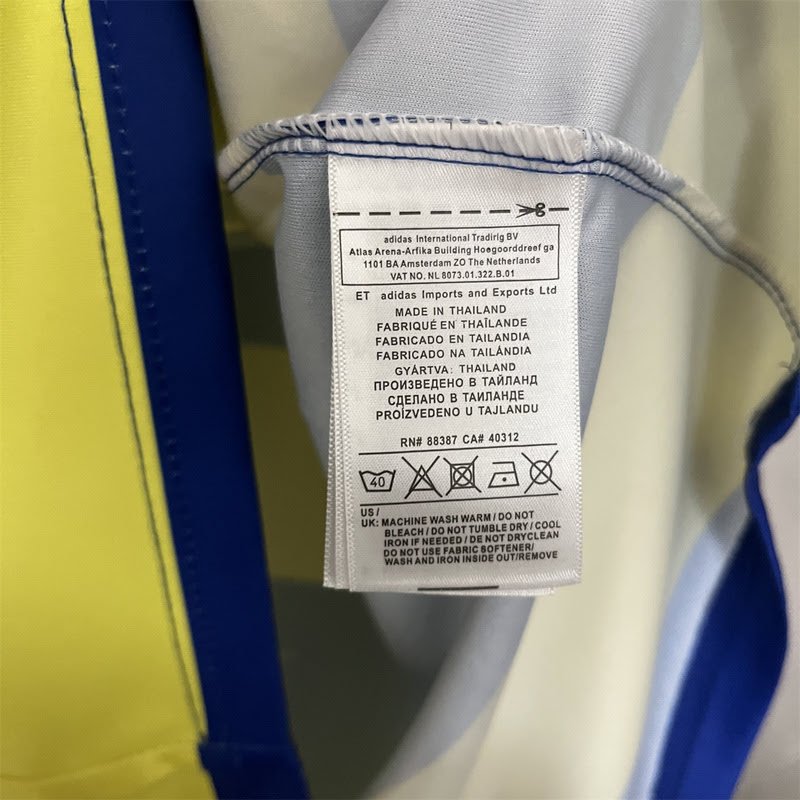 adidas International Tradirig BV
Atlas Arena-Arfika Building Hoegoorddreef ga
1101 BA Amsterdam ZO The Netherlands
VAT NO. NL 8073.01.322.B.01
ET adidas Imports and Exports Ltd
MADE IN THAILAND
FABRIQUÉ EN THAÎLANDE
FABRICADO EN TAILANDIA
FABRICADO NA TAILÂNDIA
GYÁRTVA: THAILAND
ПРОИЗВЕДЕНО В ТАЙЛАНД
СДЕЛАНО В ТАИЛАНДЕ
PROÍZVEDENO U TAJLANDU
RN# 88387 CA# 40312
40
US /
UK: MACHINE WASH WARM / DO NOT
BLEACH / DO NOT TUMBLE DRY / COOL
IRON IF NEEDED / DE NOT DRYCLEAN
DO NOT USE FABRIC SOFTENER/
WASH AND IRON INSIDE OUT/REMOVE